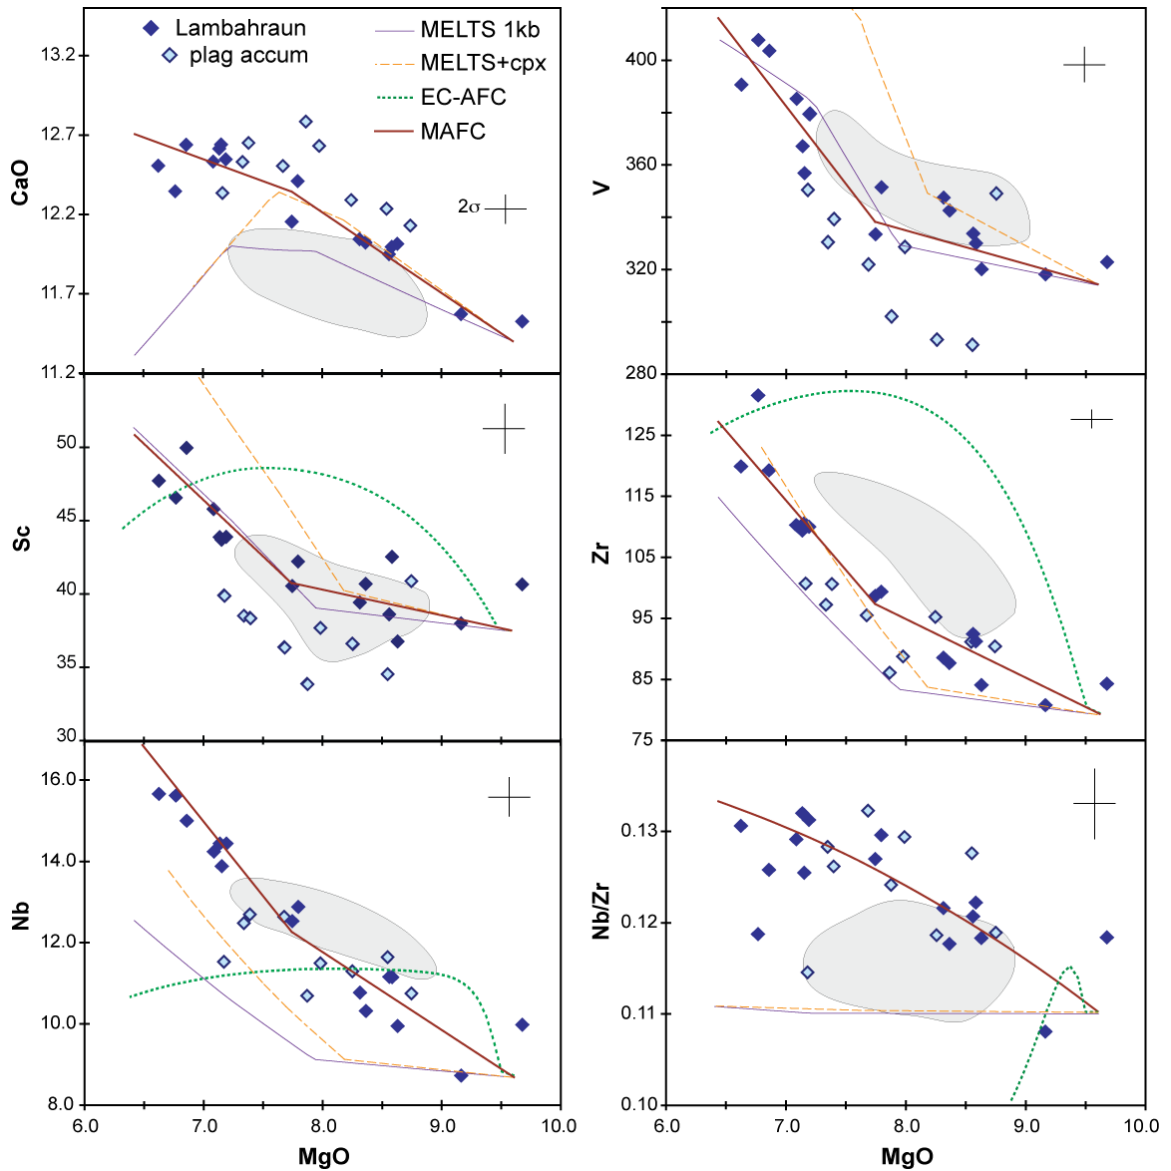 Lambahraun
plag accum
MELTS 1kb
MELTS+cpx
EC-AFC
MAFC
13.2
12.7
12.2
11.7
11.2
CaO
2σ
400
360
320
280
V
50
45
40
35
30
Sc
125
115
105
95
85
75
Zr
16.0
14.0
12.0
10.0
8.0
Nb
0.13
0.12
0.11
0.10
Nb/Zr
6.0 7.0 8.0 9.0 10.0
MgO
6.0 7.0 8.0 9.0 10.0
MgO